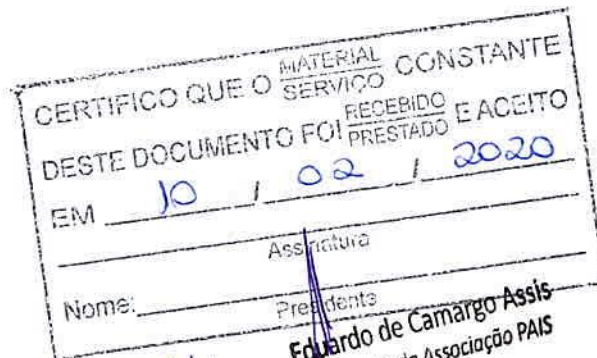 CERTIFICO QUE O MATERIAL/SERVIÇO CONSTANTE
DESTE DOCUMENTO FOI RECEBIDO/PRESTADO E ACEITO
EM 10 / 02 / 2020
Assinatura
Nome:
Presidente
Eduardo de Camargo Assis
Associação PAIS